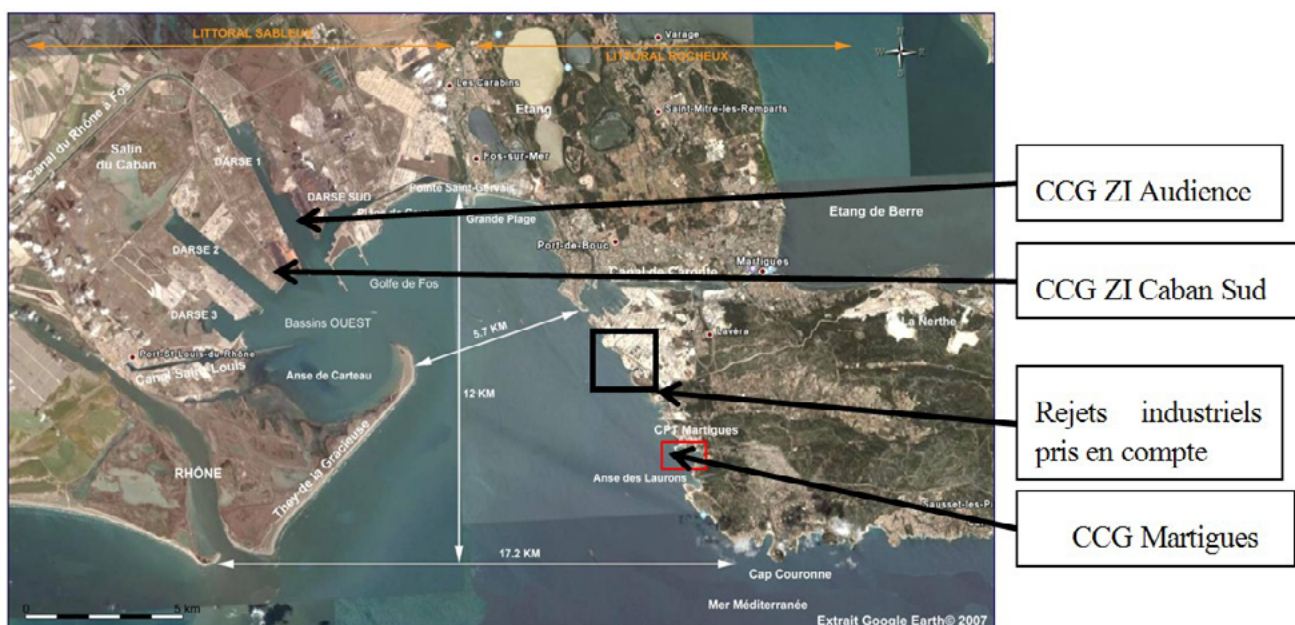 LITTORAL SABLEUX
LITTORAL ROCHEUX
Varage
Les Carabins
Etang
Saint-Mitre-les-Remparts
Canal du Rhône à Fos
Salin
du Caban
DARSE 1
Fos-sur-Mer
DARSE SUD
Pointe Saint-Gervais
Grande Plage
Etang de Berre
CCG ZI Audience
DARSE 2
Port-de-Bouc
Martigues
Canal de Caronte
Golfe de Fos
CCG ZI Caban Sud
DARSE 3
Bassins OUEST
5.7 KM
Lavéra
La Nerthe
Port-St-Louis-du-Rhône
Canal Saint Louis
Anse de Carteau
12 KM
Rejets industriels
pris en compte
CPT Martigues
RHÔNE
They de la Gracieuse
Anse des Laurons
Sausset-les-Pi
CCG Martigues
17.2 KM
Cap Couronne
Mer Méditerranée
0 5 km
Extrait Google Earth© 2007